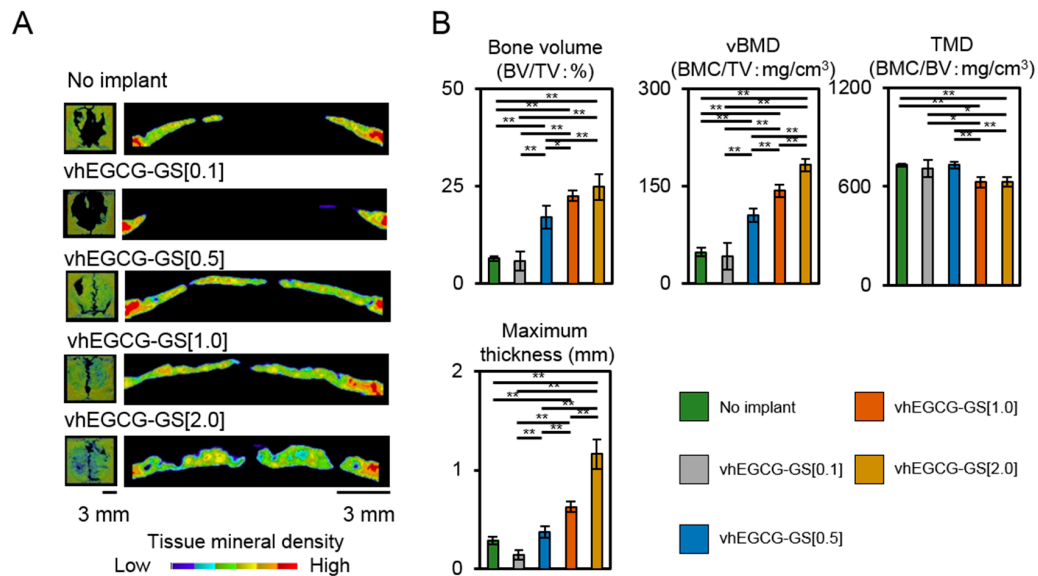 A
No implant
vhEGCG-GS[0.1]
vhEGCG-GS[0.5]
vhEGCG-GS[1.0]
vhEGCG-GS[2.0]
3 mm
3 mm
Tissue mineral density
Low
High
B
Bone volume
(BV/TV：%)
50
25
0
**
**
**
**
**
**
**
*
**
vBMD
(BMC/TV：mg/cm³)
300
150
0
**
**
**
**
**
**
**
**
**
TMD
(BMC/BV：mg/cm³)
1200
600
0
**
**
*
*
**
**
Maximum
thickness (mm)
2
1
0
**
**
**
**
**
**
**
**
No implant
vhEGCG-GS[0.1]
vhEGCG-GS[0.5]
vhEGCG-GS[1.0]
vhEGCG-GS[2.0]